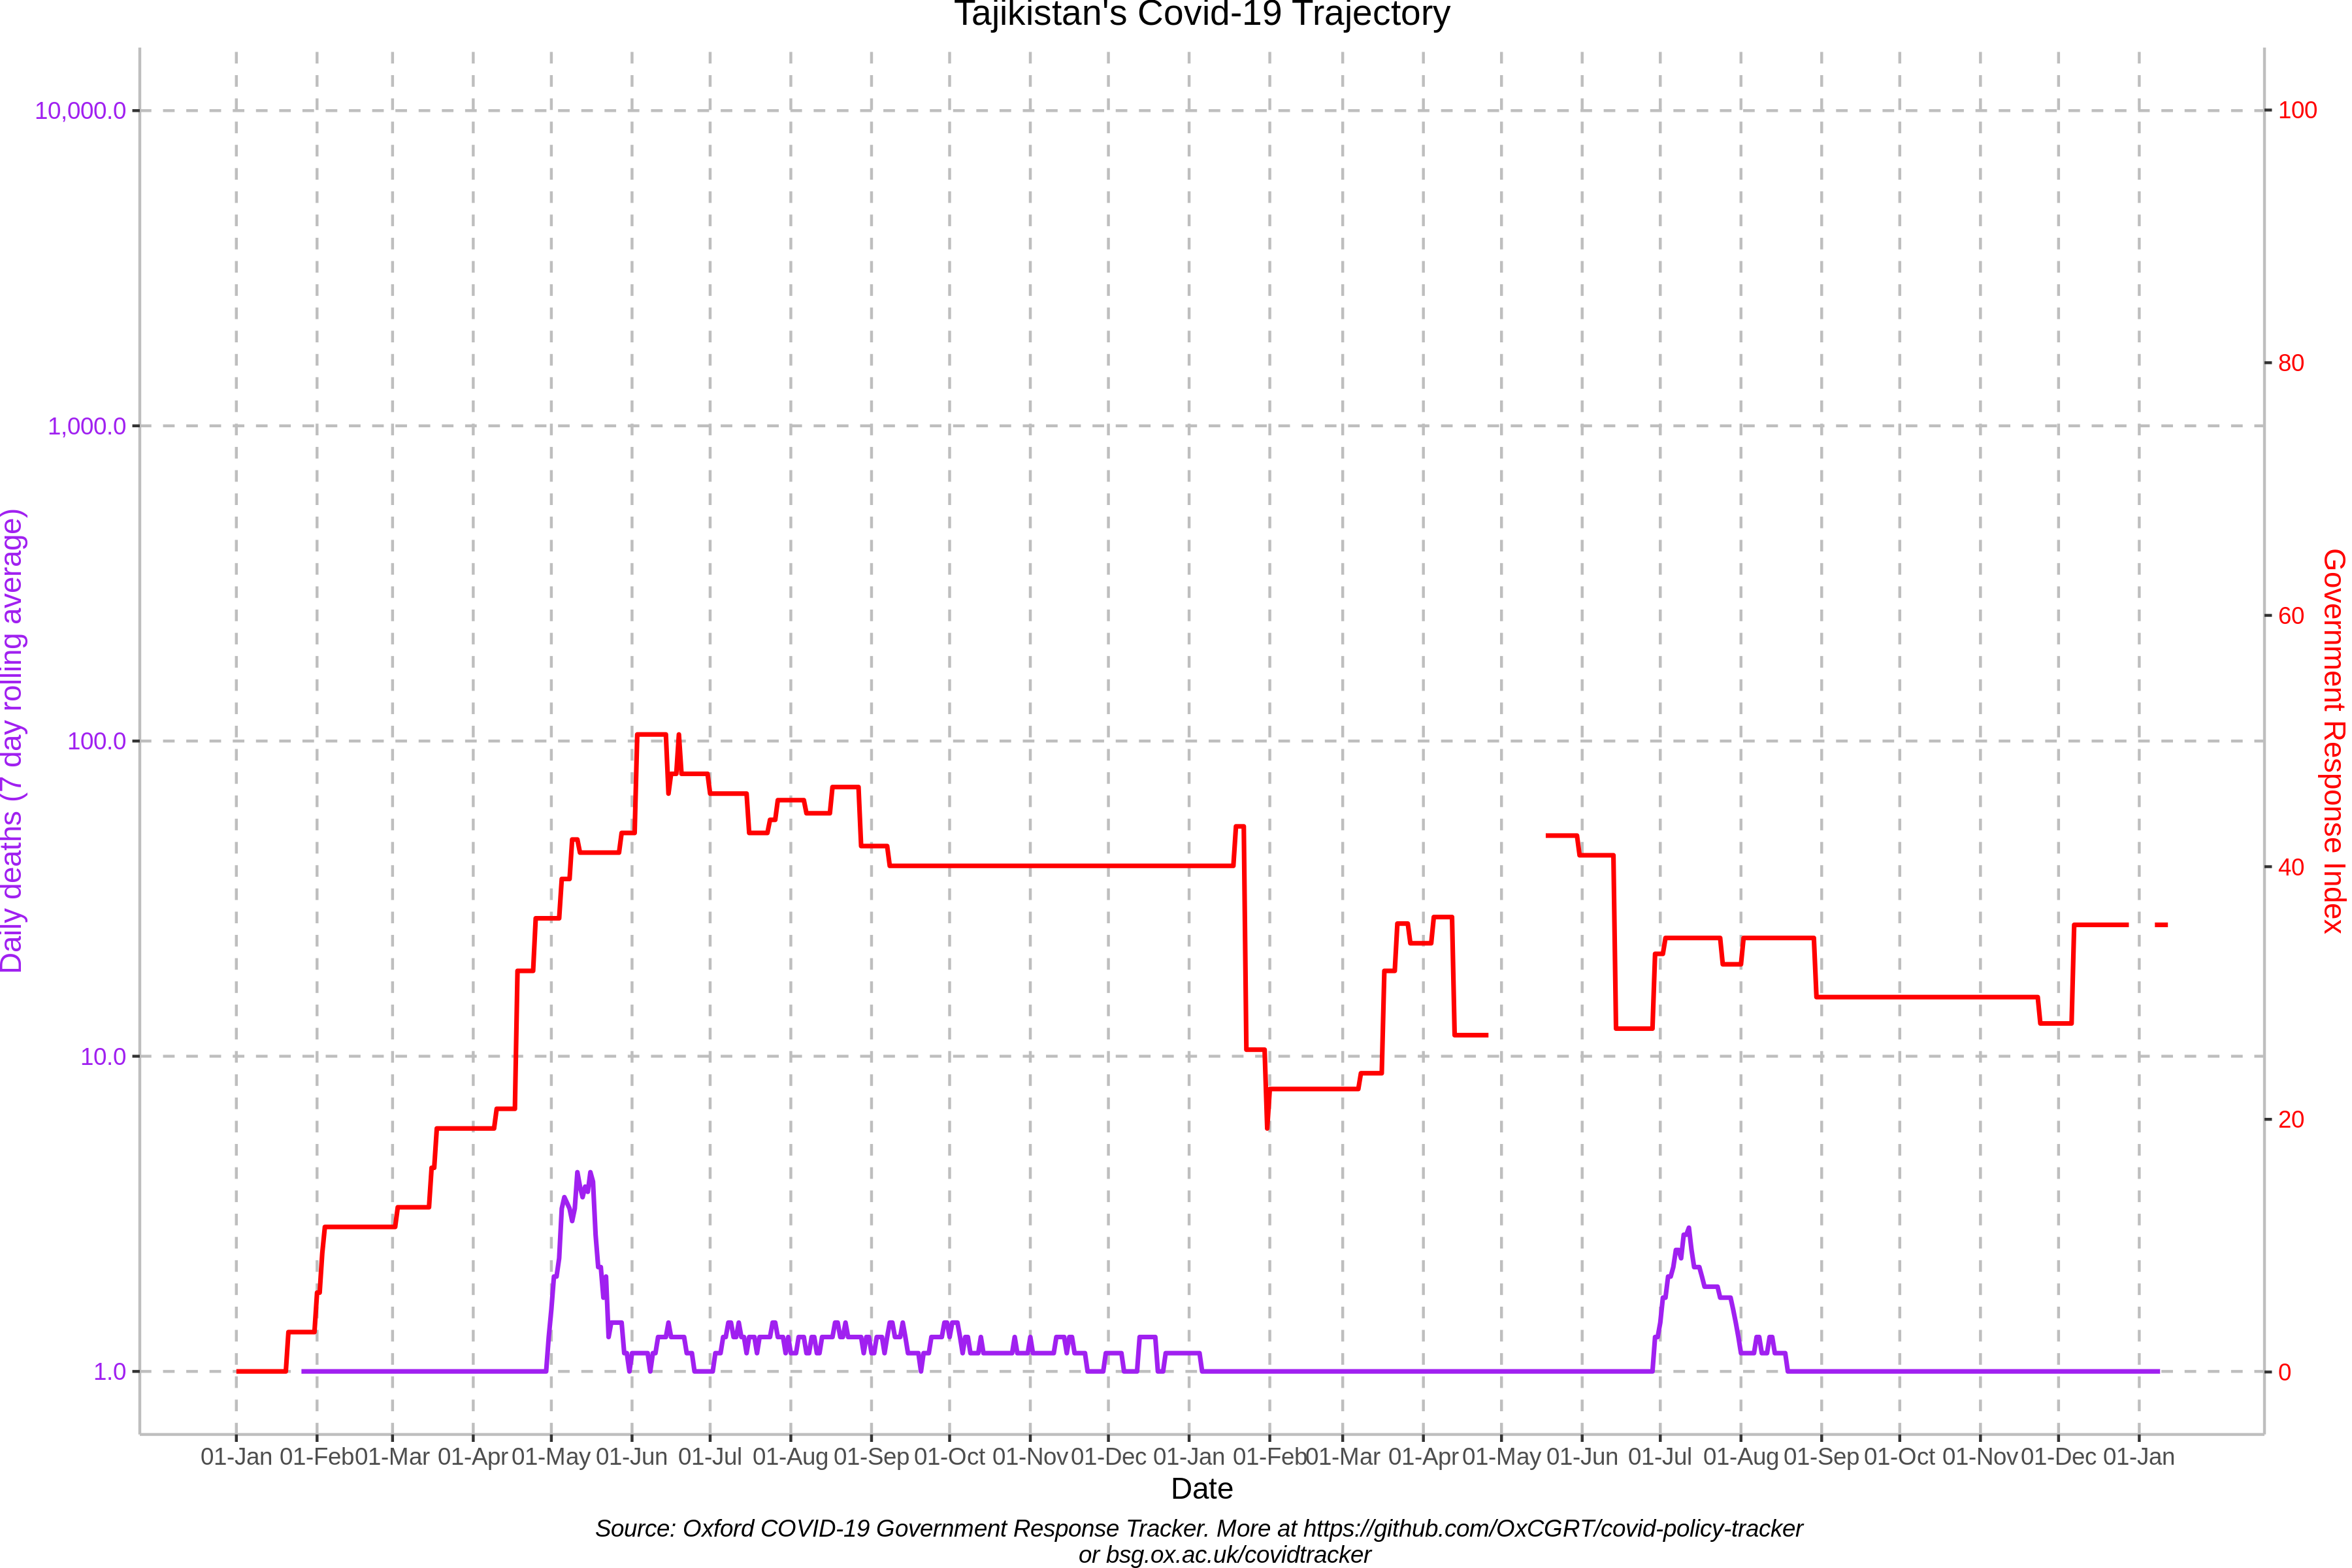 Tajikistan's Covid-19 Trajectory
10,000.0
1,000.0
100.0
10.0
1.0
Daily deaths (7 day rolling average)
100
80
60
40
20
0
Government Response Index
01-Jan 01-Feb 01-Mar 01-Apr 01-May 01-Jun 01-Jul 01-Aug 01-Sep 01-Oct 01-Nov 01-Dec 01-Jan 01-Feb 01-Mar 01-Apr 01-May 01-Jun 01-Jul 01-Aug 01-Sep 01-Oct 01-Nov 01-Dec 01-Jan
Date
Source: Oxford COVID-19 Government Response Tracker. More at https://github.com/OxCGRT/covid-policy-tracker
or bsg.ox.ac.uk/covidtracker